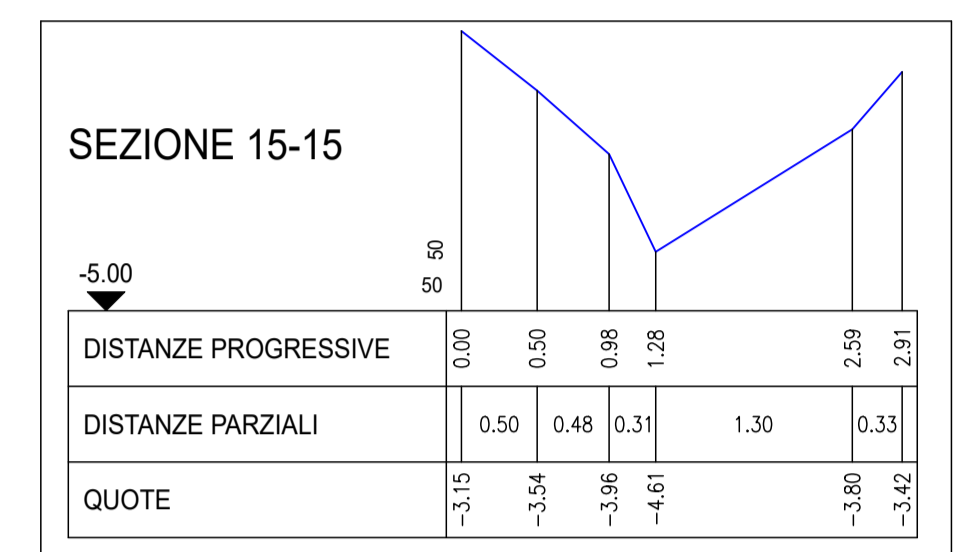 SEZIONE 15-15
50
-5.00
50
DISTANZE PROGRESSIVE 0.00 0.50 0.98 1.28 2.59 2.91
DISTANZE PARZIALI 0.50 0.48 0.31 1.30 0.33
QUOTE −3.15 −3.54 −3.96 −4.61 −3.80 −3.42